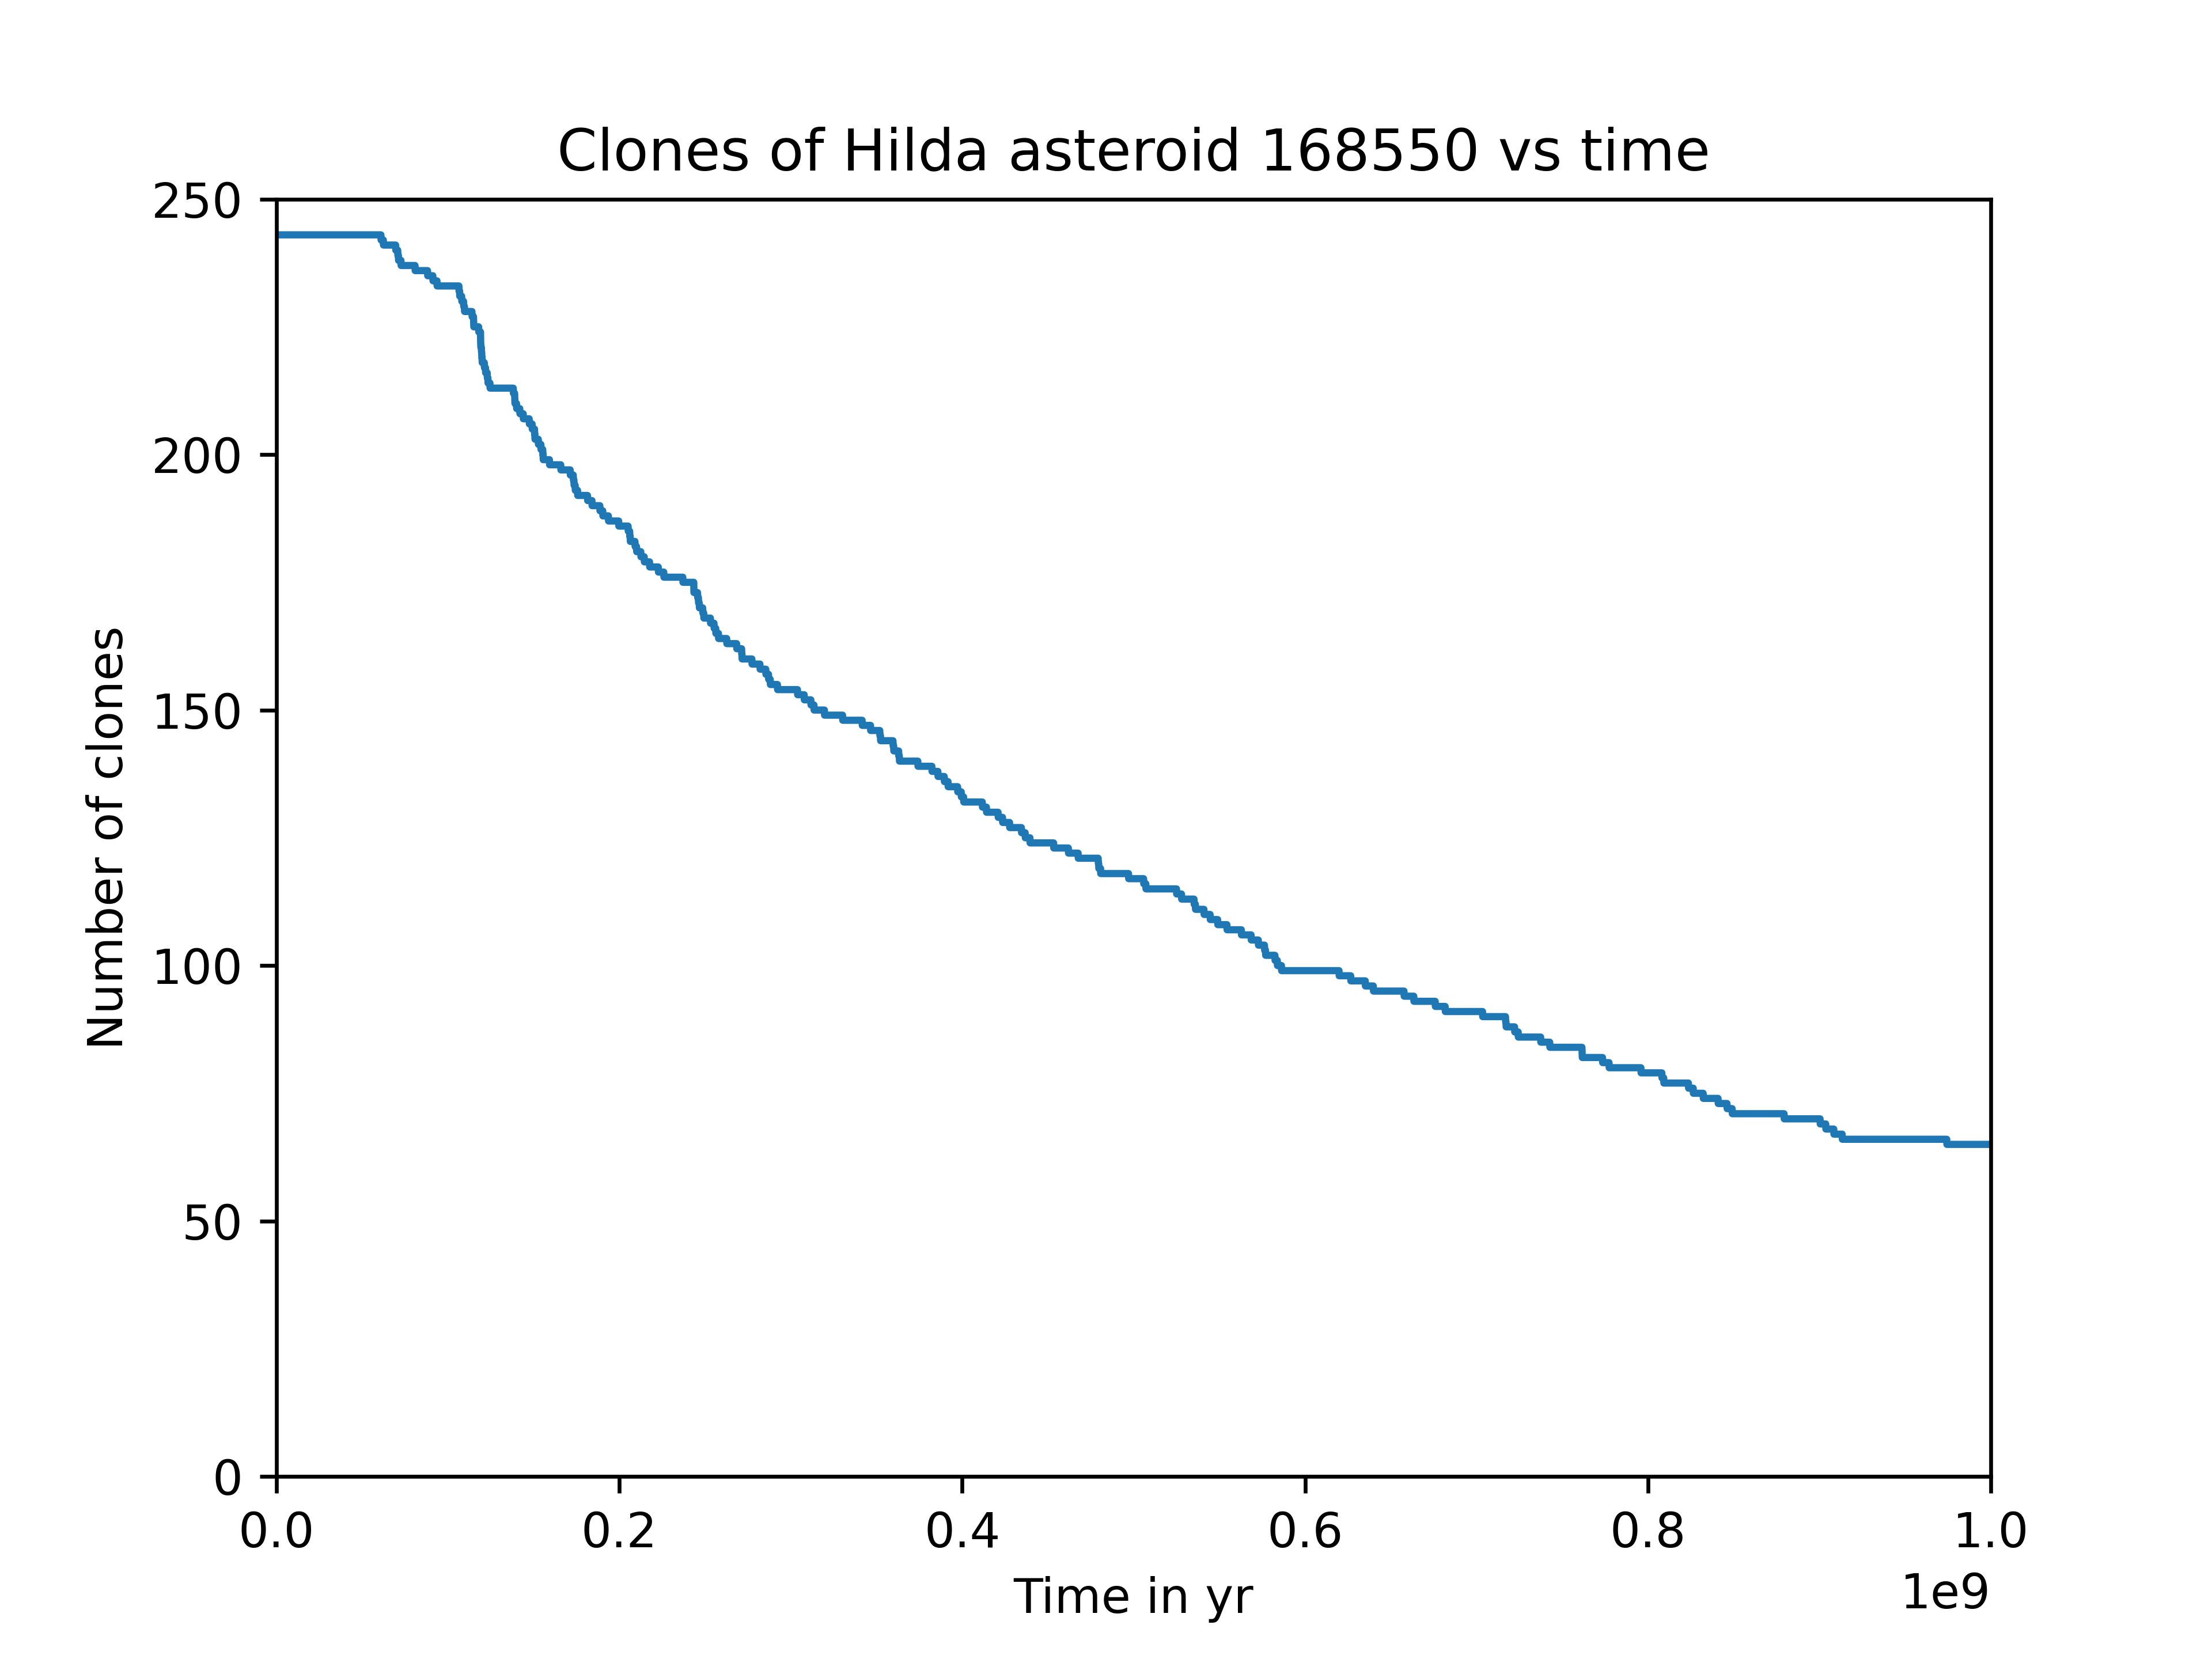 Clones of Hilda asteroid 168550 vs time
250
200
150
100
50
0
Number of clones
0.0 0.2 0.4 0.6 0.8 1.0
1e9
Time in yr